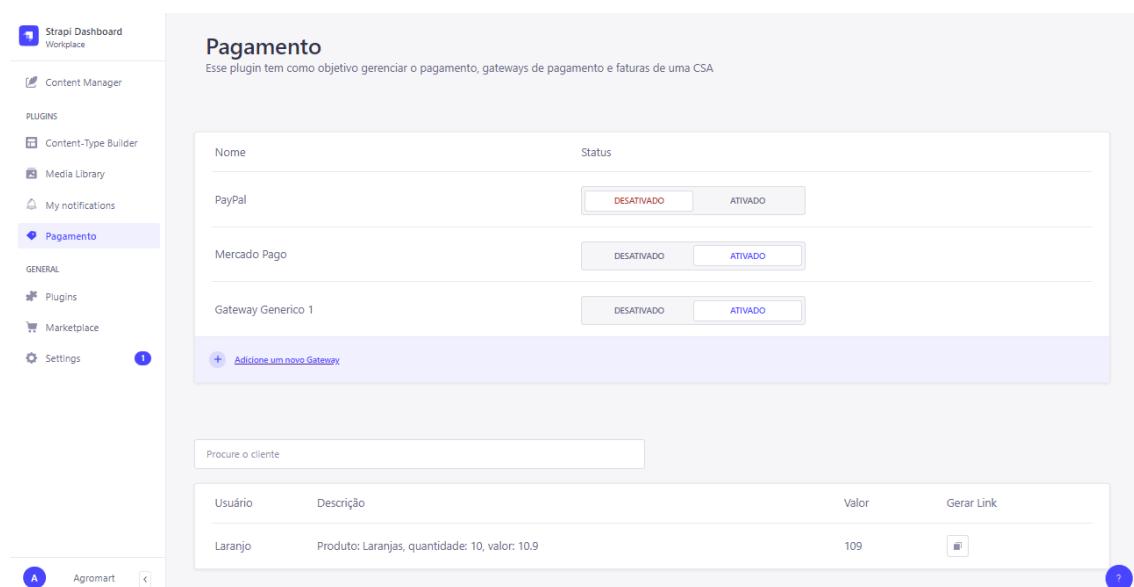 Strapi Dashboard
Workplace
Content Manager
PLUGINS
Content-Type Builder
Media Library
My notifications
Pagamento
GENERAL
Plugins
Marketplace
Settings
1
A
Agromart
Pagamento
Esse plugin tem como objetivo gerenciar o pagamento, gateways de pagamento e faturas de uma CSA
Nome Status
PayPal DESATIVADO ATIVADO
Mercado Pago DESATIVADO ATIVADO
Gateway Generico 1 DESATIVADO ATIVADO
+ Adicione um novo Gateway
Procure o cliente
Usuário Descrição Valor Gerar Link
Laranjo Produto: Laranjas, quantidade: 10, valor: 10.9 109
?